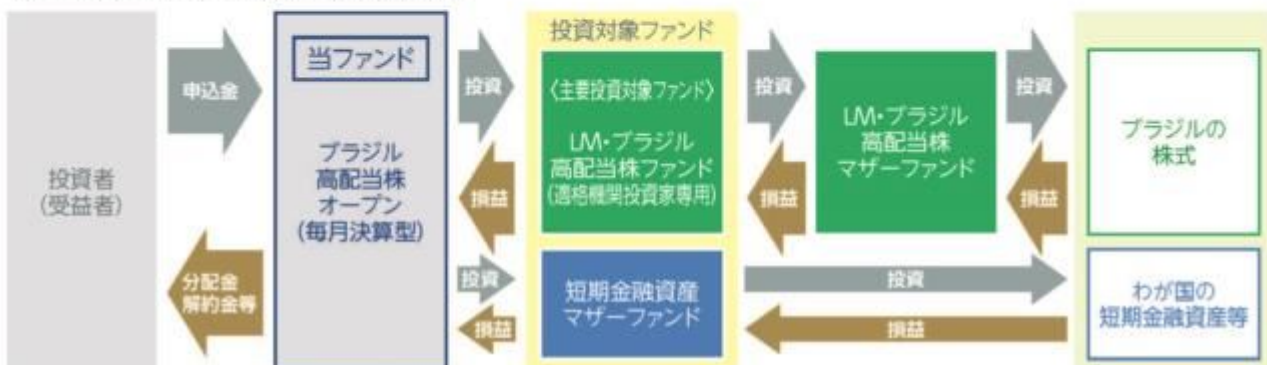 投資者
(受益者)
申込金
分配金
解約金等
当ファンド
ブラジル
高配当株
オープン
(毎月決算型)
投資
損益
投資
損益
投資対象ファンド
〈主要投資対象ファンド〉
LM・ブラジル
高配当株ファンド
(適格機関投資家専用)
短期金融資産
マザーファンド
投資
損益
LM・ブラジル
高配当株
マザーファンド
投資
損益
投資
損益
ブラジルの
株式
わが国の
短期金融資産等